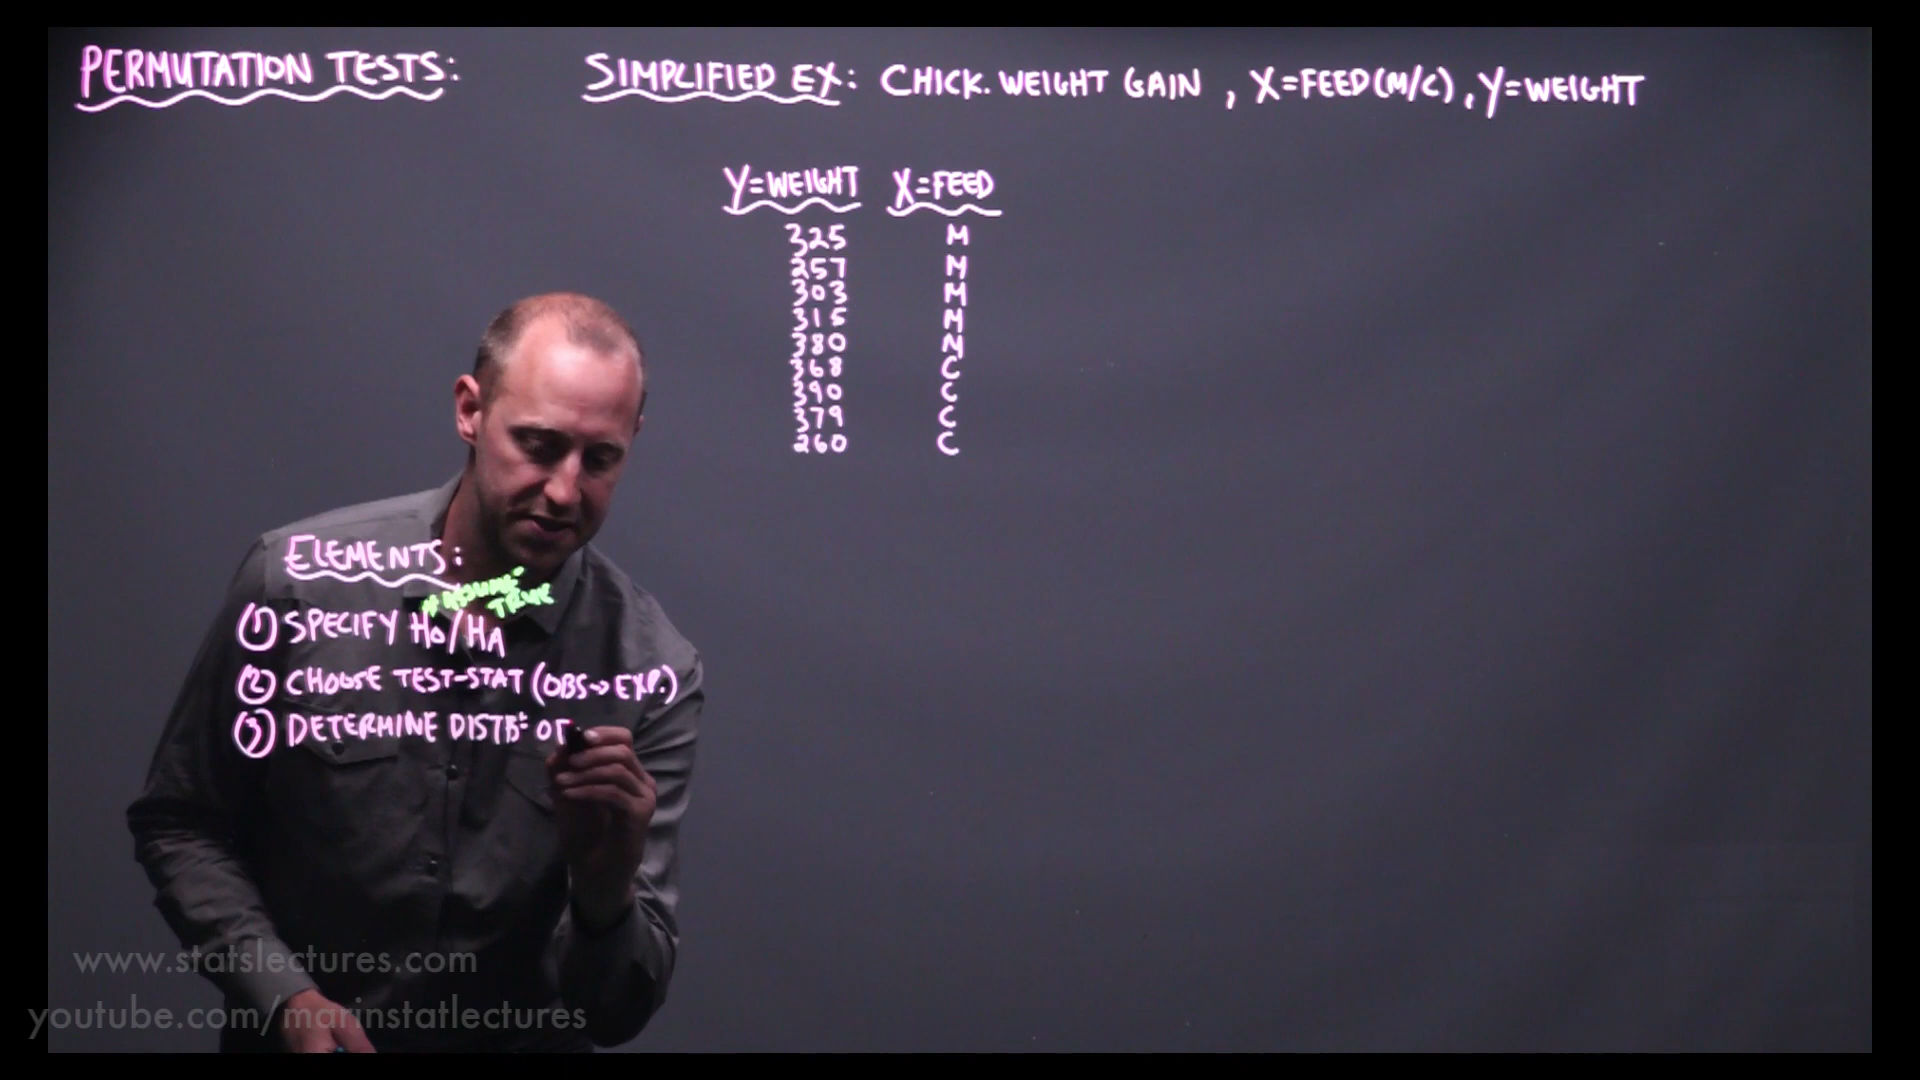 PERMUTATION TESTS:
SIMPLIFIED EX: CHICK. WEIGHT GAIN, X=FEED(M/C), Y=WEIGHT
Y=WEIGHT X=FEED
325 M
257 M
303 M
315 M
380 M
368 C
390 C
379 C
260 C
ELEMENTS:
* ASSUME
TRUE
① SPECIFY Ho/HA
② CHOOSE TEST-STAT (OBS→EXP.)
③ DETERMINE DISTBⁿ OF
www.statslectures.com
youtube.com/marinstatlectures